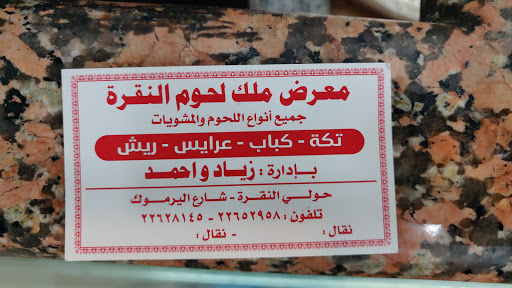 معرض ملك لحوم النقرة
جميع أنواع اللحوم والمشويات
تكة - كباب - عرايس - ريش
بإدارة : زياد واحمد
حولي النقرة - شارع اليرموك
تلفون : ٢٢٦٥٢٩٥٨ - ٢٢٦٢٨١٤٥
نقال : - نقال :